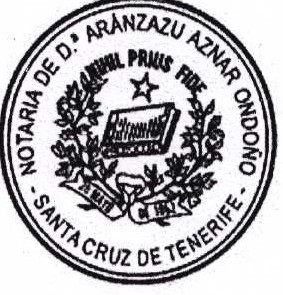 NOTARIA DE D.ª ARÁNZAZU AZNAR ONDOÑO
- SANTA CRUZ DE TENERIFE -
NIHIL PRIUS FIDE